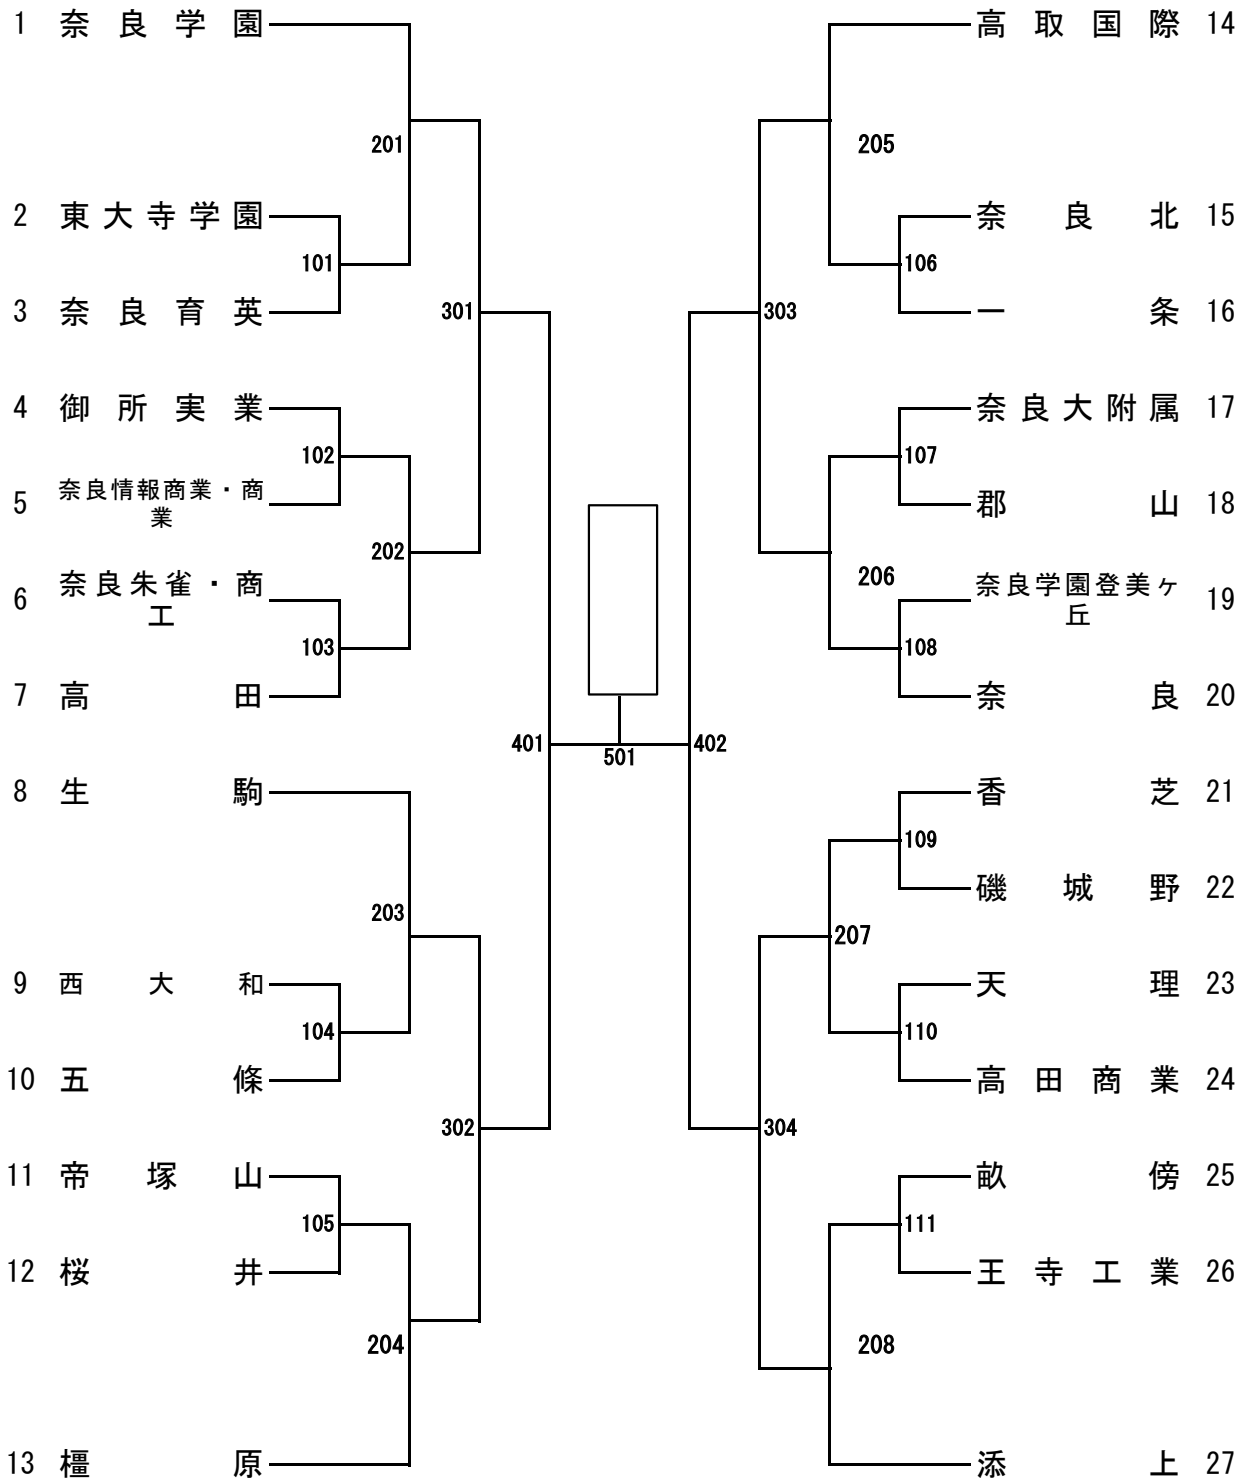 1 奈良学園
201
2 東大寺学園
101
3 奈良育英
301
4 御所実業
102
5 奈良情報商業・商
業
202
6 奈良朱雀・商
工
103
7 高田
401
8 生駒
203
9 西大和
104
10 五條
302
11 帝塚山
105
12 桜井
204
13 橿原
501
高取国際 14
205
奈良北 15
106
一条 16
303
奈良大附属 17
107
郡山 18
206
奈良学園登美ヶ
丘 19
108
奈良 20
402
香芝 21
109
磯城野 22
207
天理 23
110
高田商業 24
304
畝傍 25
111
王寺工業 26
208
添上 27